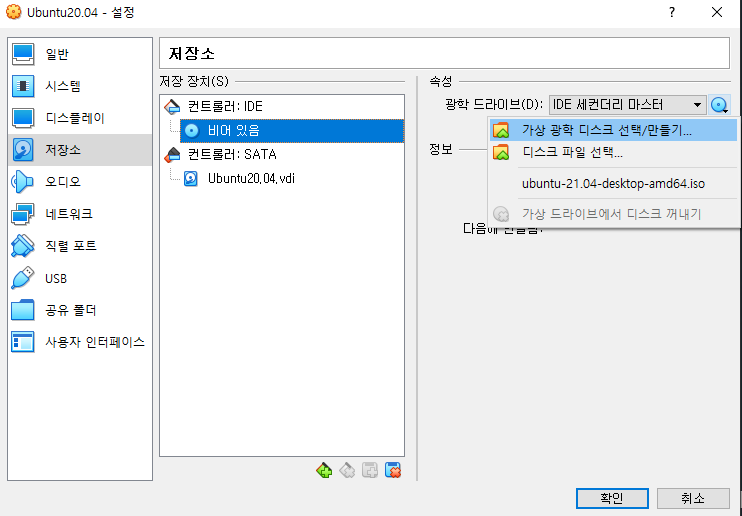 Ubuntu20.04 - 설정
일반
시스템
디스플레이
저장소
오디오
네트워크
직렬 포트
USB
공유 폴더
사용자 인터페이스
저장소
저장 장치(S)
컨트롤러: IDE
비어 있음
컨트롤러: SATA
Ubuntu20.04.vdi
속성
광학 드라이브(D):
IDE 세컨더리 마스터
가상 광학 디스크 선택/만들기...
디스크 파일 선택...
ubuntu-21.04-desktop-amd64.iso
가상 드라이브에서 디스크 꺼내기
정보
다음에 연결됨:
확인
취소